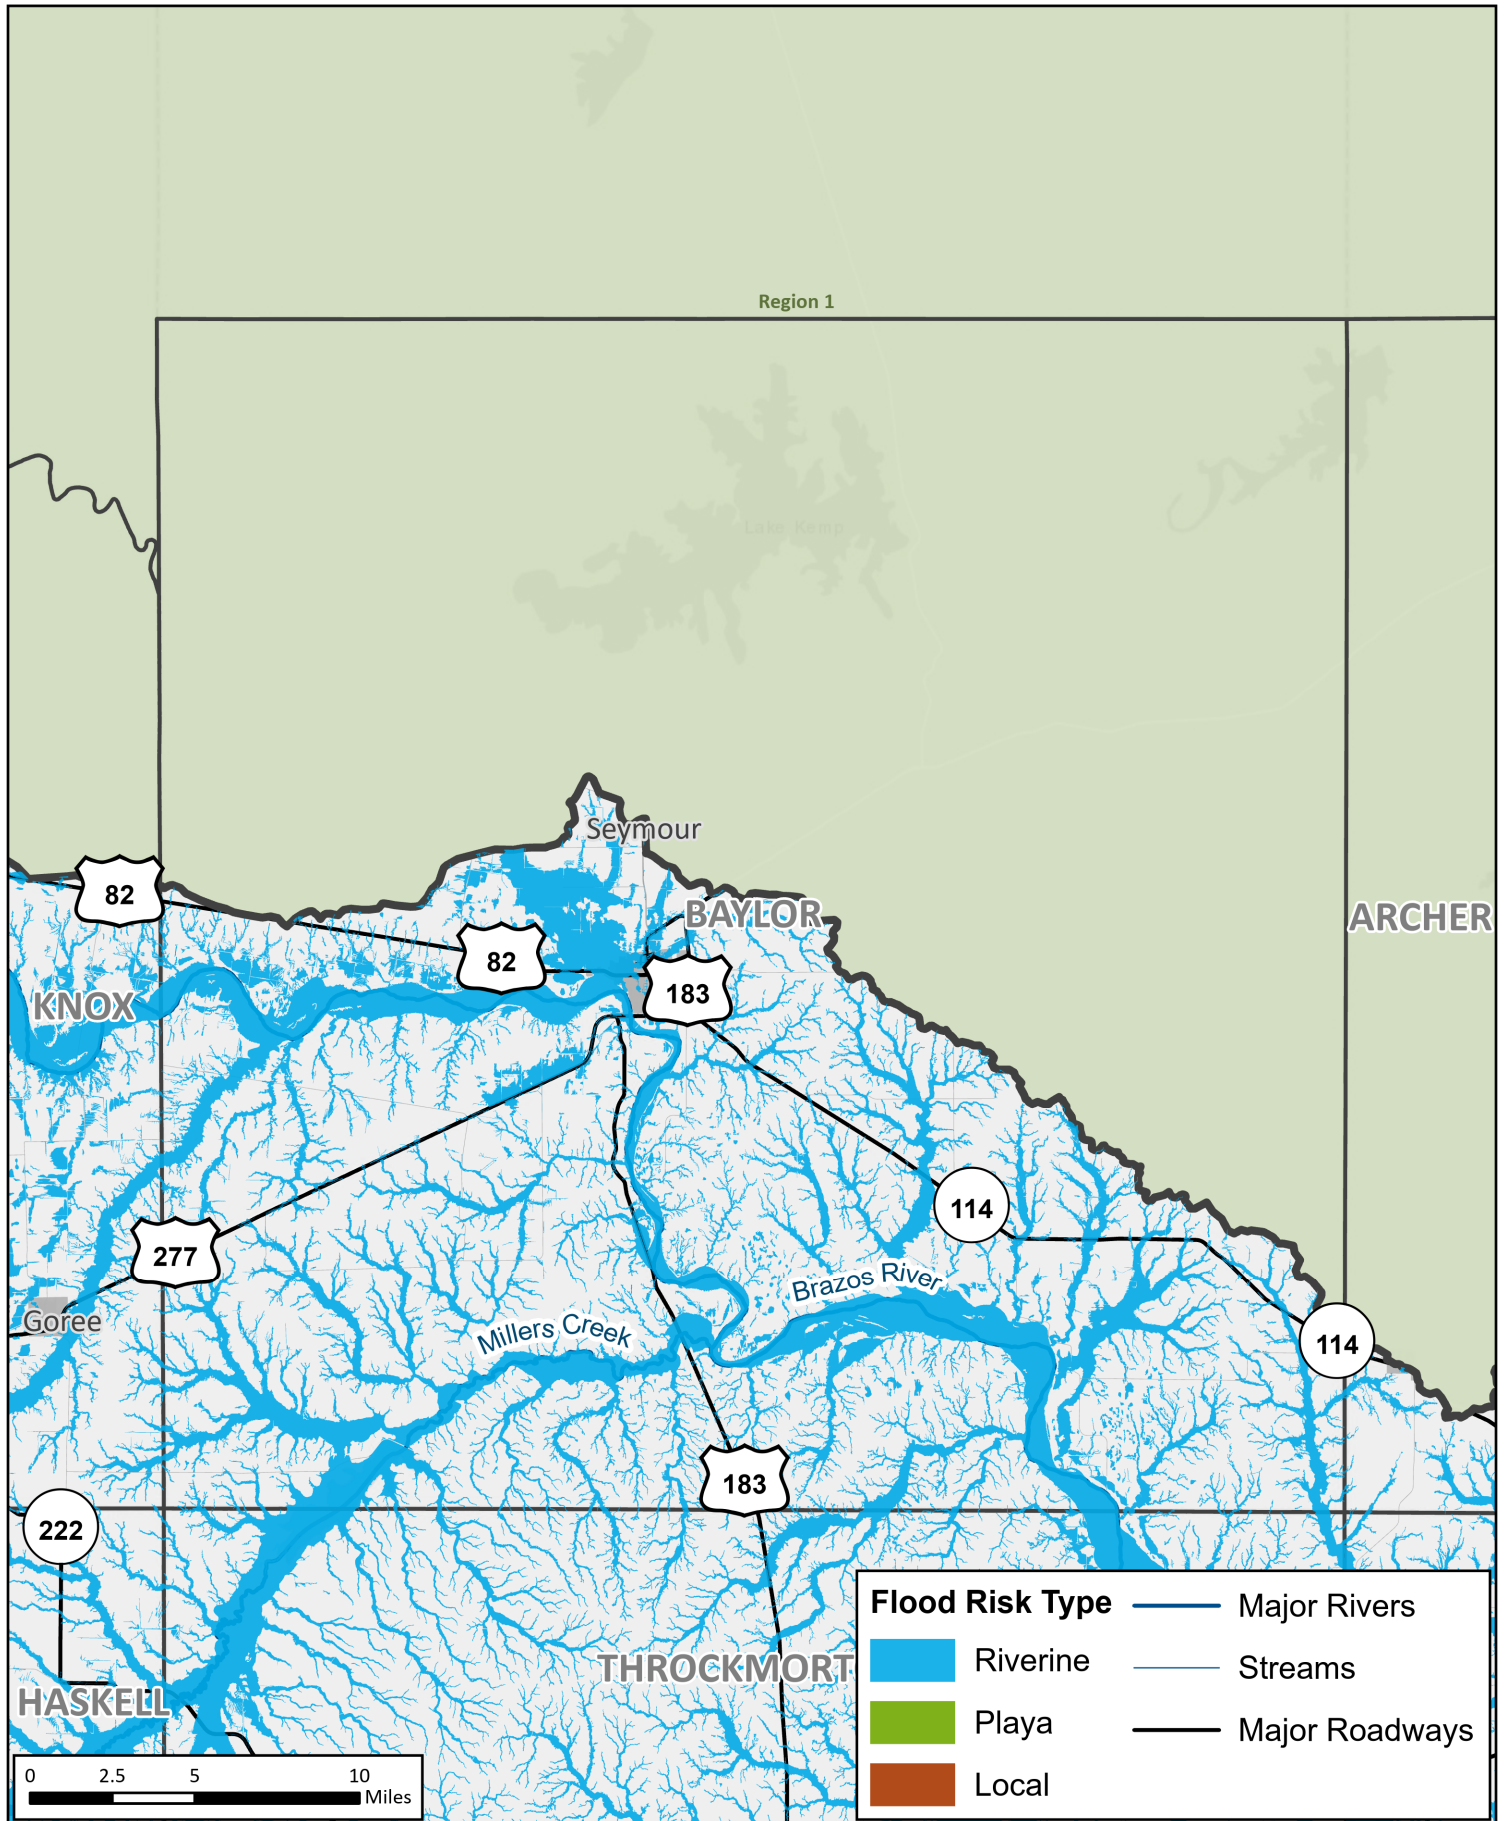 Region 1
Lake Kemp
Seymour
82
BAYLOR
ARCHER
82
183
KNOX
114
277
Brazos River
Goree
Millers Creek
114
183
222
THROCKMORT
HASKELL
Flood Risk Type
Riverine
Playa
Local
Major Rivers
Streams
Major Roadways
0 2.5 5 10
Miles